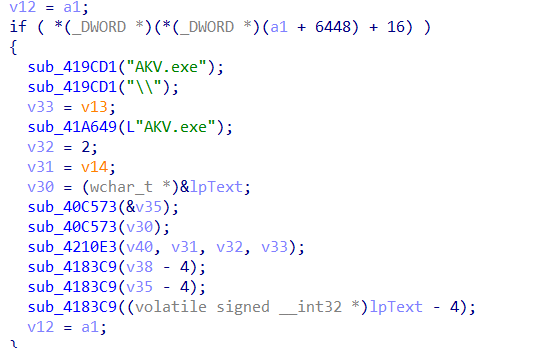 v12 = a1;
if ( *(_DWORD *)(*(_DWORD *)(a1 + 6448) + 16) )
{
sub_419CD1("AKV.exe");
sub_419CD1("\\");
v33 = v13;
sub_41A649(L"AKV.exe");
v32 = 2;
v31 = v14;
v30 = (wchar_t *)&lpText;
sub_40C573(&v35);
sub_40C573(v30);
sub_4210E3(v40, v31, v32, v33);
sub_4183C9(v38 - 4);
sub_4183C9(v35 - 4);
sub_4183C9((volatile signed __int32 *)lpText - 4);
v12 = a1;
}